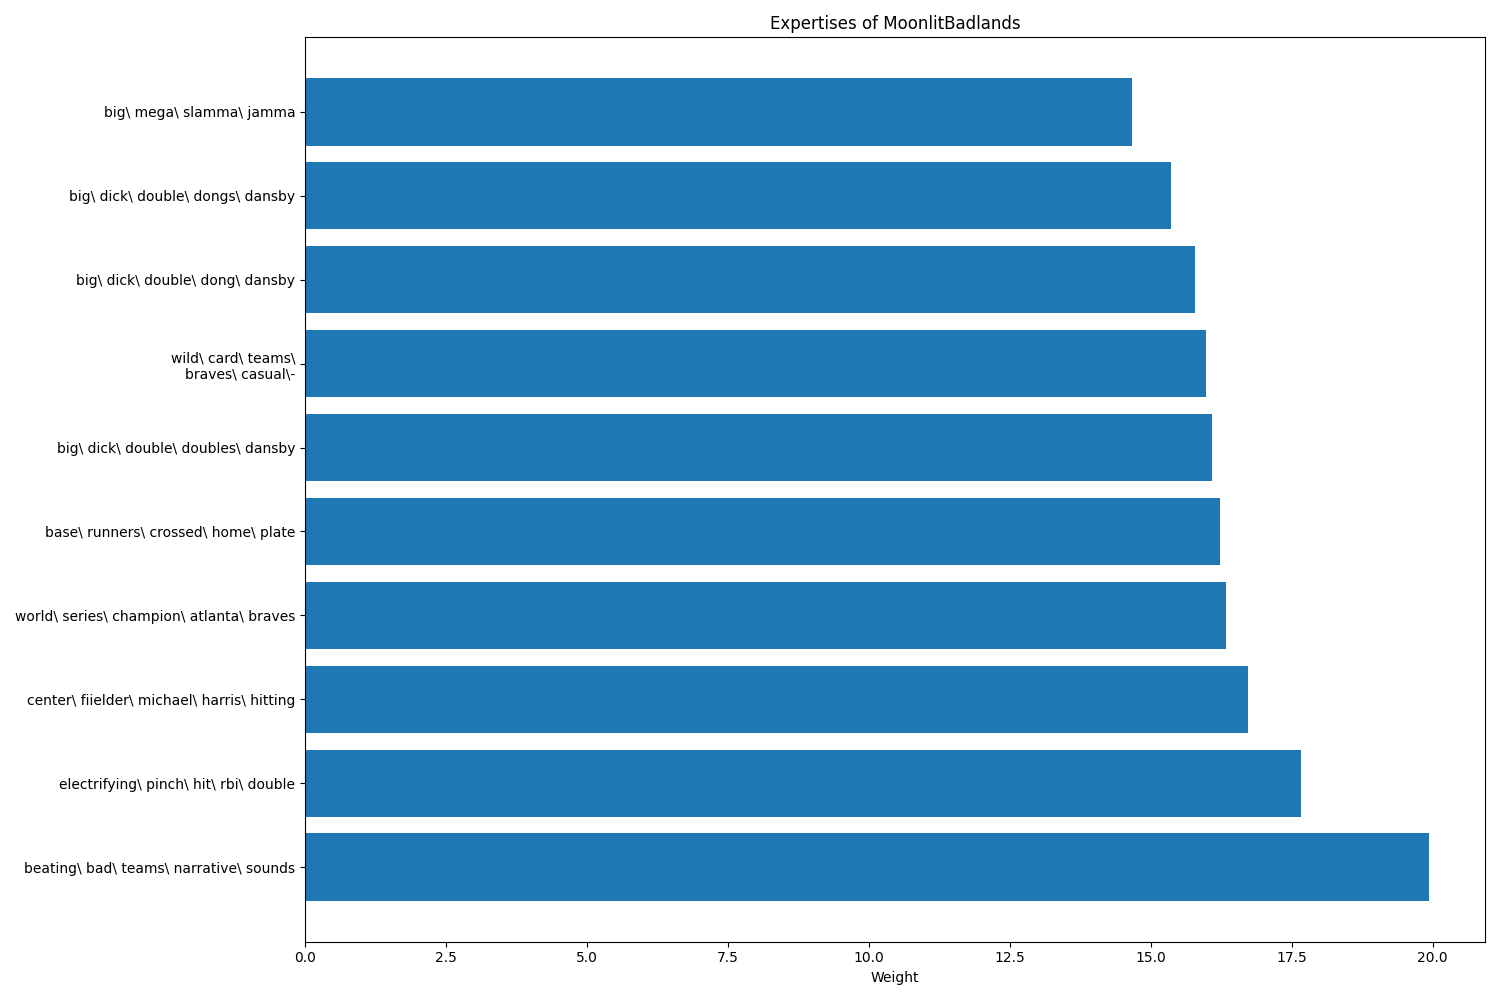 Expertises of MoonlitBadlands
big\ mega\ slamma\ jamma
big\ dick\ double\ dongs\ dansby
big\ dick\ double\ dong\ dansby
wild\ card\ teams\
braves\ casual\-
big\ dick\ double\ doubles\ dansby
base\ runners\ crossed\ home\ plate
world\ series\ champion\ atlanta\ braves
center\ fiielder\ michael\ harris\ hitting
electrifying\ pinch\ hit\ rbi\ double
beating\ bad\ teams\ narrative\ sounds
0.0 2.5 5.0 7.5 10.0 12.5 15.0 17.5 20.0
Weight